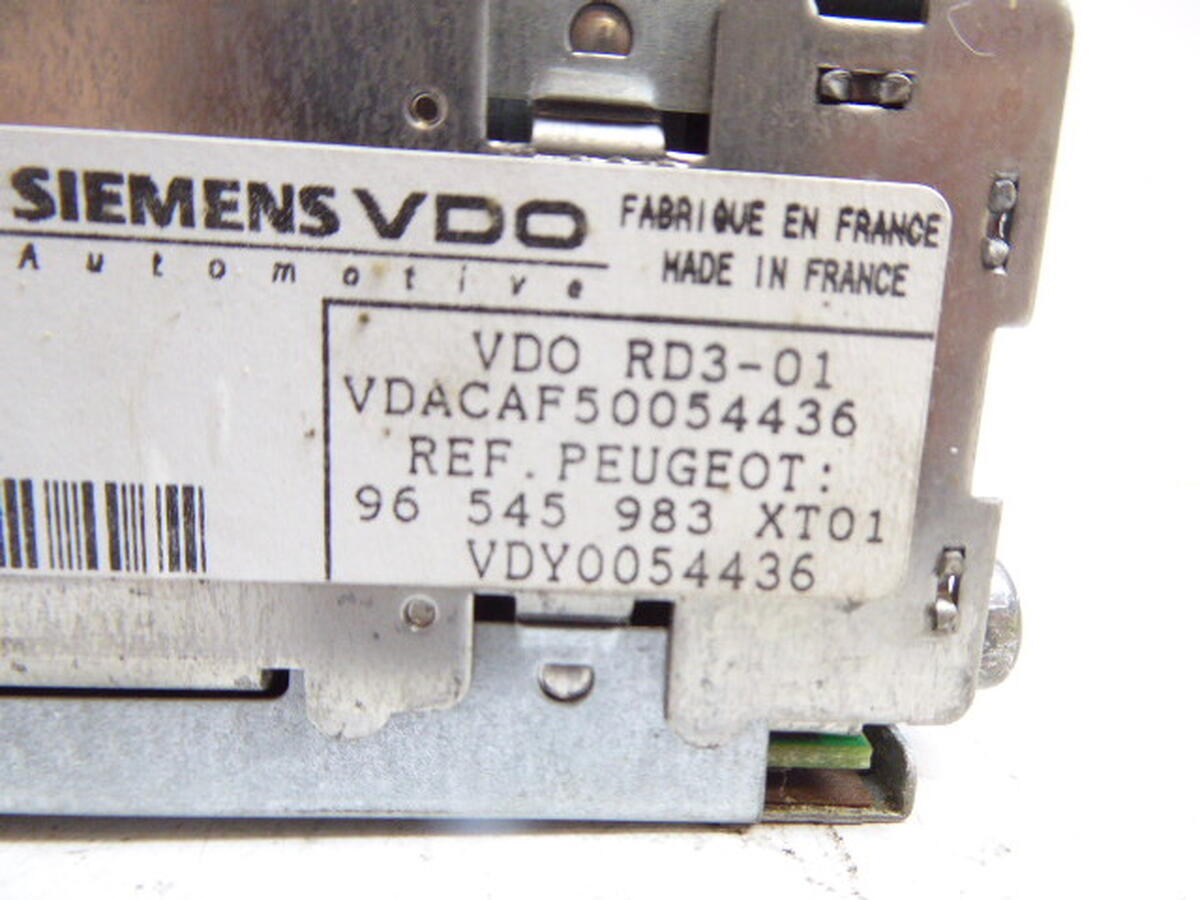 SIEMENS VDO
Automotive
FABRIQUE EN FRANCE
MADE IN FRANCE
VDO RD3-01
VDACAF50054436
REF. PEUGEOT:
96 545 983 XT01
VDY0054436